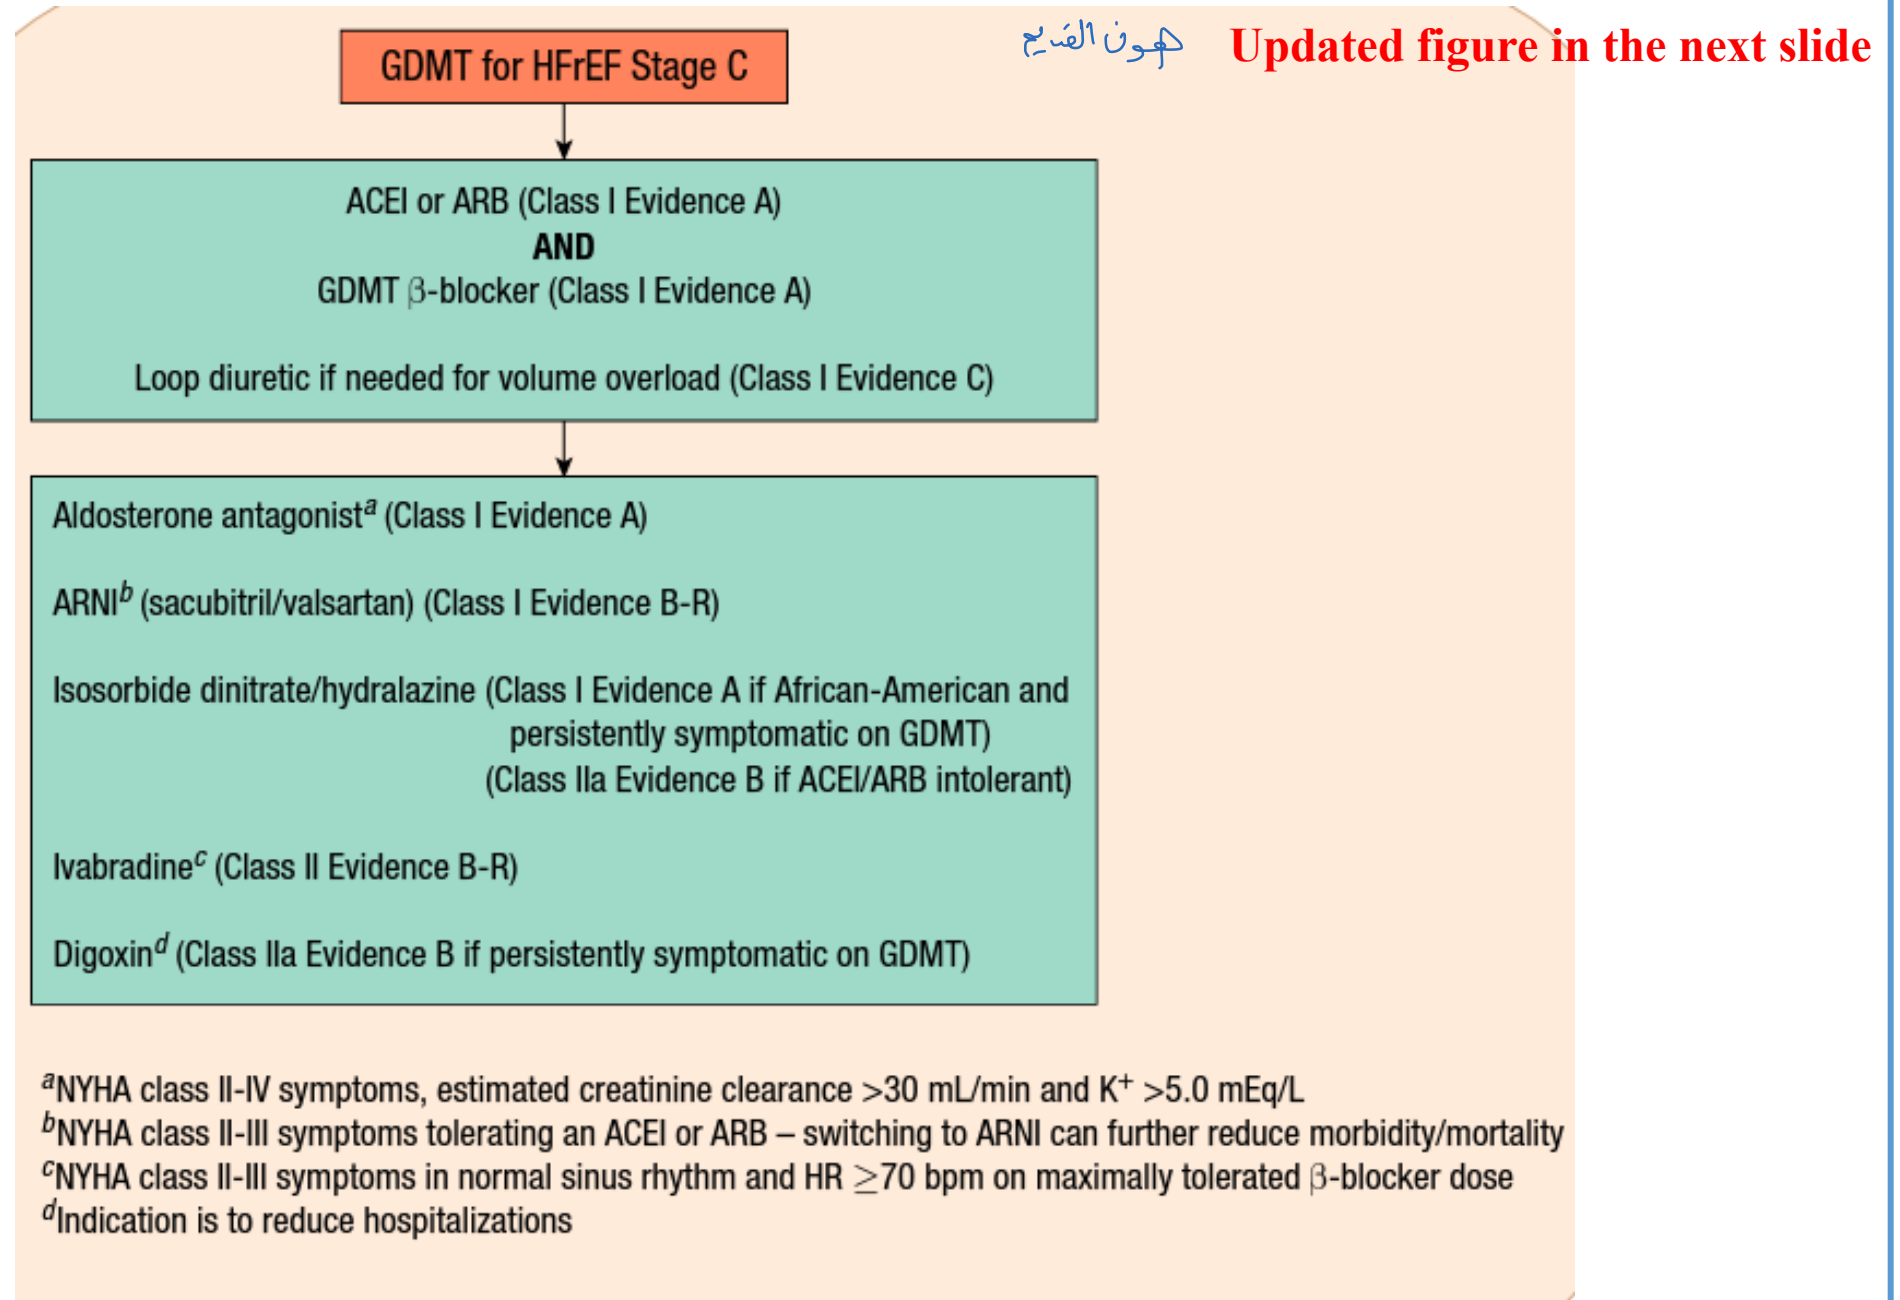 هون القديم
Updated figure in the next slide
GDMT for HFrEF Stage C
ACEI or ARB (Class I Evidence A)
AND
GDMT β-blocker (Class I Evidence A)
Loop diuretic if needed for volume overload (Class I Evidence C)
Aldosterone antagonistᵃ (Class I Evidence A)
ARNIᵇ (sacubitril/valsartan) (Class I Evidence B-R)
Isosorbide dinitrate/hydralazine (Class I Evidence A if African-American and
persistently symptomatic on GDMT)
(Class IIa Evidence B if ACEI/ARB intolerant)
Ivabradineᶜ (Class II Evidence B-R)
Digoxinᵈ (Class IIa Evidence B if persistently symptomatic on GDMT)
ᵃNYHA class II-IV symptoms, estimated creatinine clearance >30 mL/min and K⁺ >5.0 mEq/L
ᵇNYHA class II-III symptoms tolerating an ACEI or ARB – switching to ARNI can further reduce morbidity/mortality
ᶜNYHA class II-III symptoms in normal sinus rhythm and HR ≥70 bpm on maximally tolerated β-blocker dose
ᵈIndication is to reduce hospitalizations